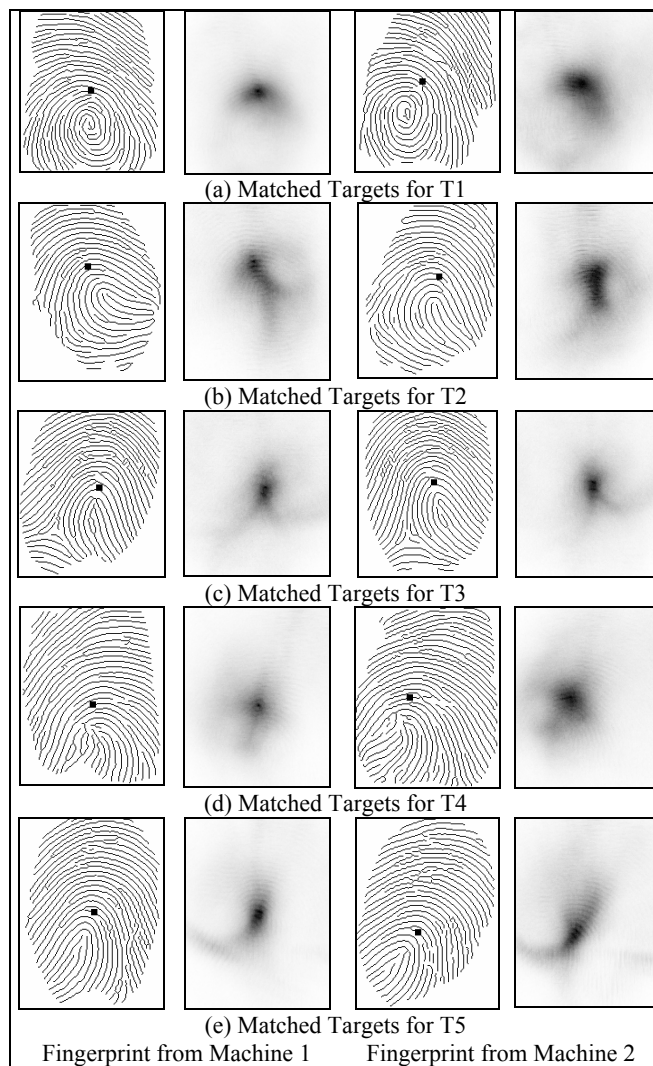 (a) Matched Targets for T1
(b) Matched Targets for T2
(c) Matched Targets for T3
(d) Matched Targets for T4
(e) Matched Targets for T5
Fingerprint from Machine 1 Fingerprint from Machine 2